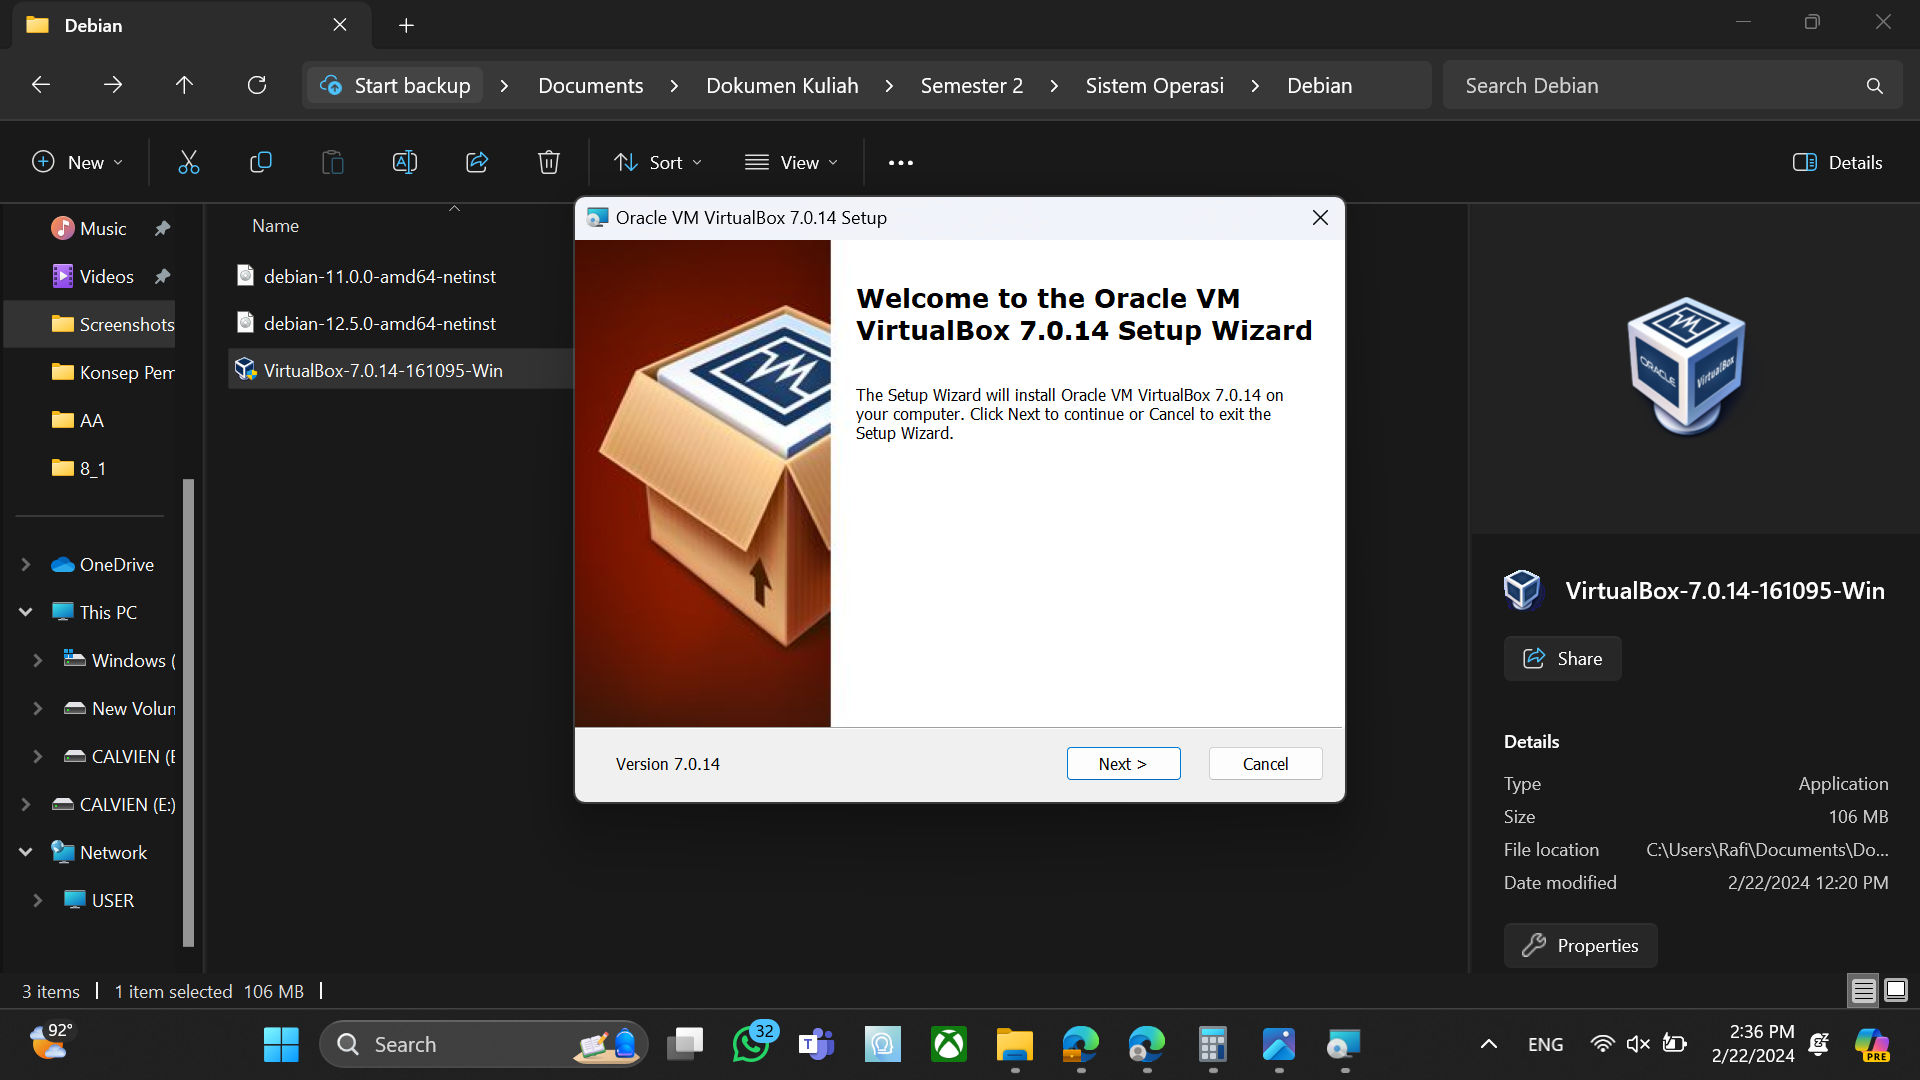 Debian
Start backup > Documents > Dokumen Kuliah > Semester 2 > Sistem Operasi > Debian
Search Debian
New
Sort
View
Details
Music
Videos
Screenshots
Konsep Pem
AA
8_1
OneDrive
This PC
Windows (
New Volun
CALVIEN (E
CALVIEN (E:)
Network
USER
Name
debian-11.0.0-amd64-netinst
debian-12.5.0-amd64-netinst
VirtualBox-7.0.14-161095-Win
Oracle VM VirtualBox 7.0.14 Setup
Welcome to the Oracle VM
VirtualBox 7.0.14 Setup Wizard
The Setup Wizard will install Oracle VM VirtualBox 7.0.14 on
your computer. Click Next to continue or Cancel to exit the
Setup Wizard.
Version 7.0.14
Next >
Cancel
ORACLE
VirtualBox
VirtualBox-7.0.14-161095-Win
Share
Details
Type Application
Size 106 MB
File location C:\Users\Rafi\Documents\Do...
Date modified 2/22/2024 12:20 PM
Properties
3 items | 1 item selected 106 MB |
92°
Search
32
T
ENG
2:36 PM
2/22/2024
PRE